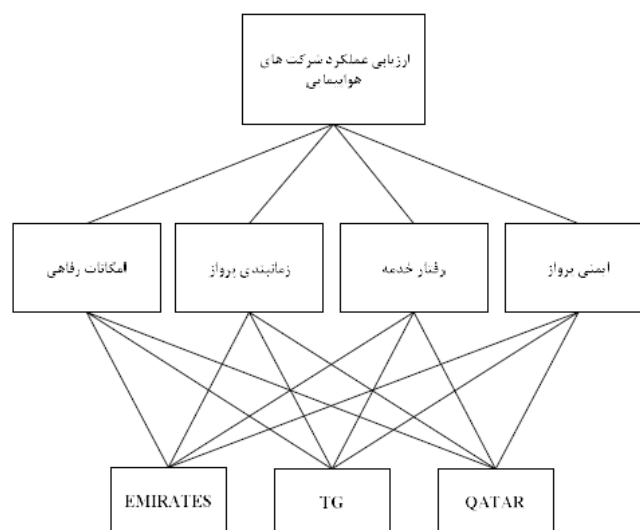 ارزیابی عملکرد شرکت های
هواپیمایی
ایمنی پرواز
رفتار خدمه
زمانبندی پرواز
امکانات رفاهی
EMIRATES
TG
QATAR